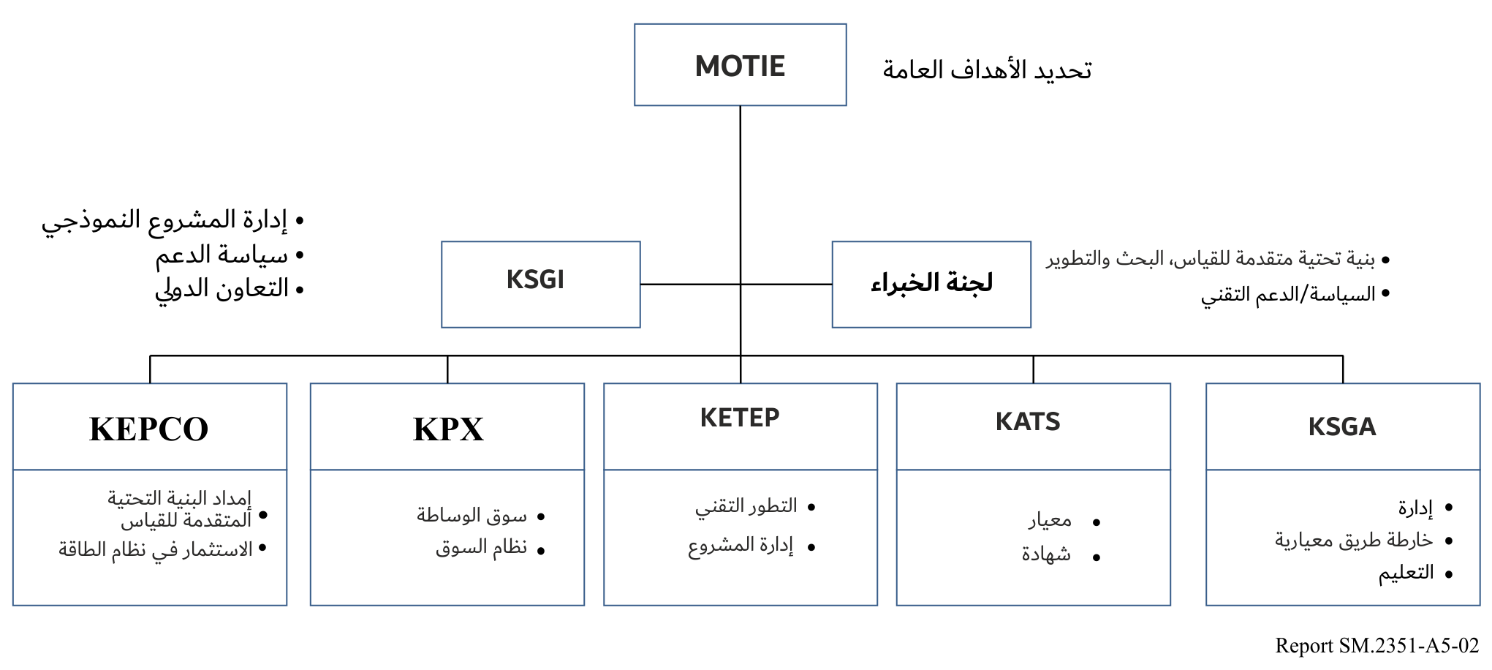 MOTIE
تحديد الأهداف العامة
• إدارة المشروع النموذجي
• سياسة الدعم
• التعاون الدولي
KSGI
لجنة الخبراء
• بنية تحتية متقدمة للقياس، البحث والتطوير
• السياسة/الدعم التقني
KEPCO
• إمداد البنية التحتية
المتقدمة للقياس
• الاستثمار في نظام الطاقة
KPX
• سوق الوساطة
• نظام السوق
KETEP
• التطور التقني
• إدارة المشروع
KATS
• معيار
• شهادة
KSGA
• إدارة
• خارطة طريق معيارية
• التعليم
Report SM.2351-A5-02